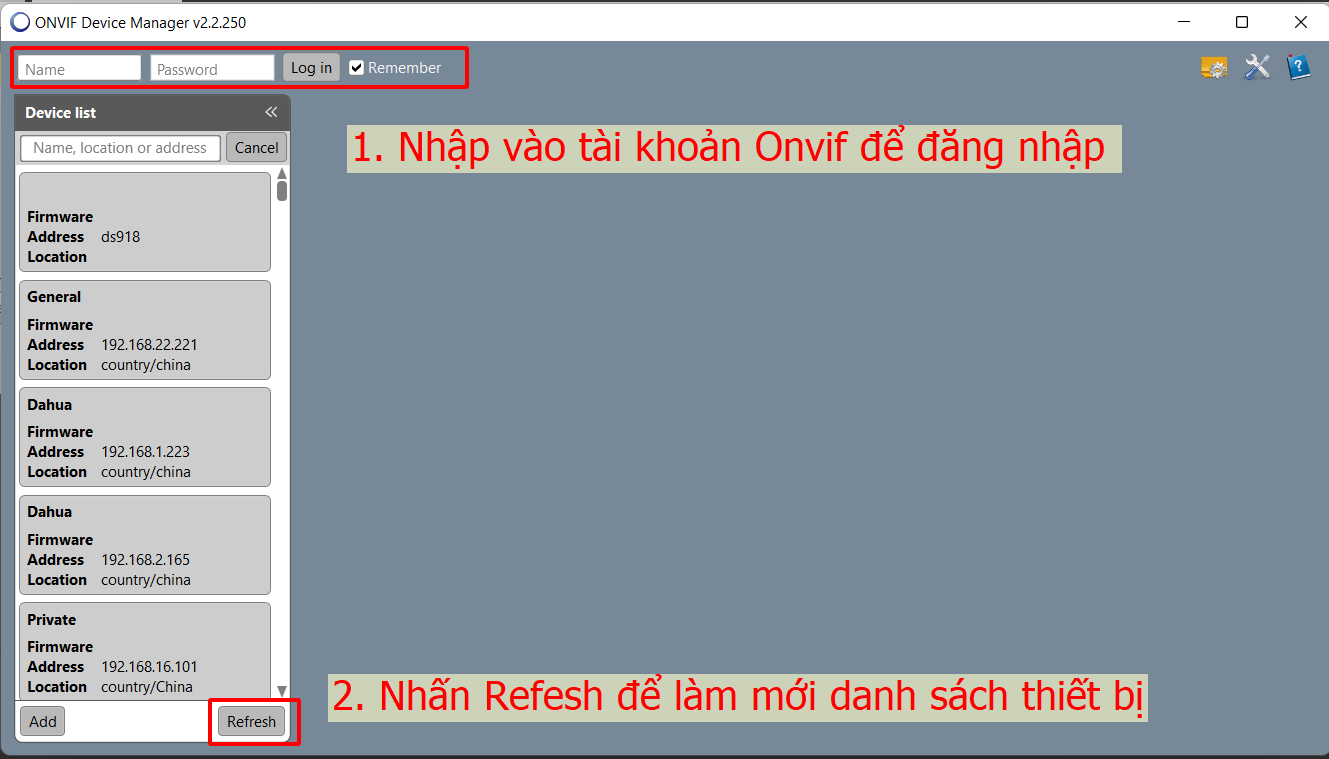 ONVIF Device Manager v2.2.250
Name Password Log in Remember
Device list
Name, location or address Cancel
Firmware
Address ds918
Location
General
Firmware
Address 192.168.22.221
Location country/china
Dahua
Firmware
Address 192.168.1.223
Location country/china
Dahua
Firmware
Address 192.168.2.165
Location country/china
Private
Firmware
Address 192.168.16.101
Location country/China
Add Refresh
1. Nhập vào tài khoản Onvif để đăng nhập
2. Nhấn Refesh để làm mới danh sách thiết bị